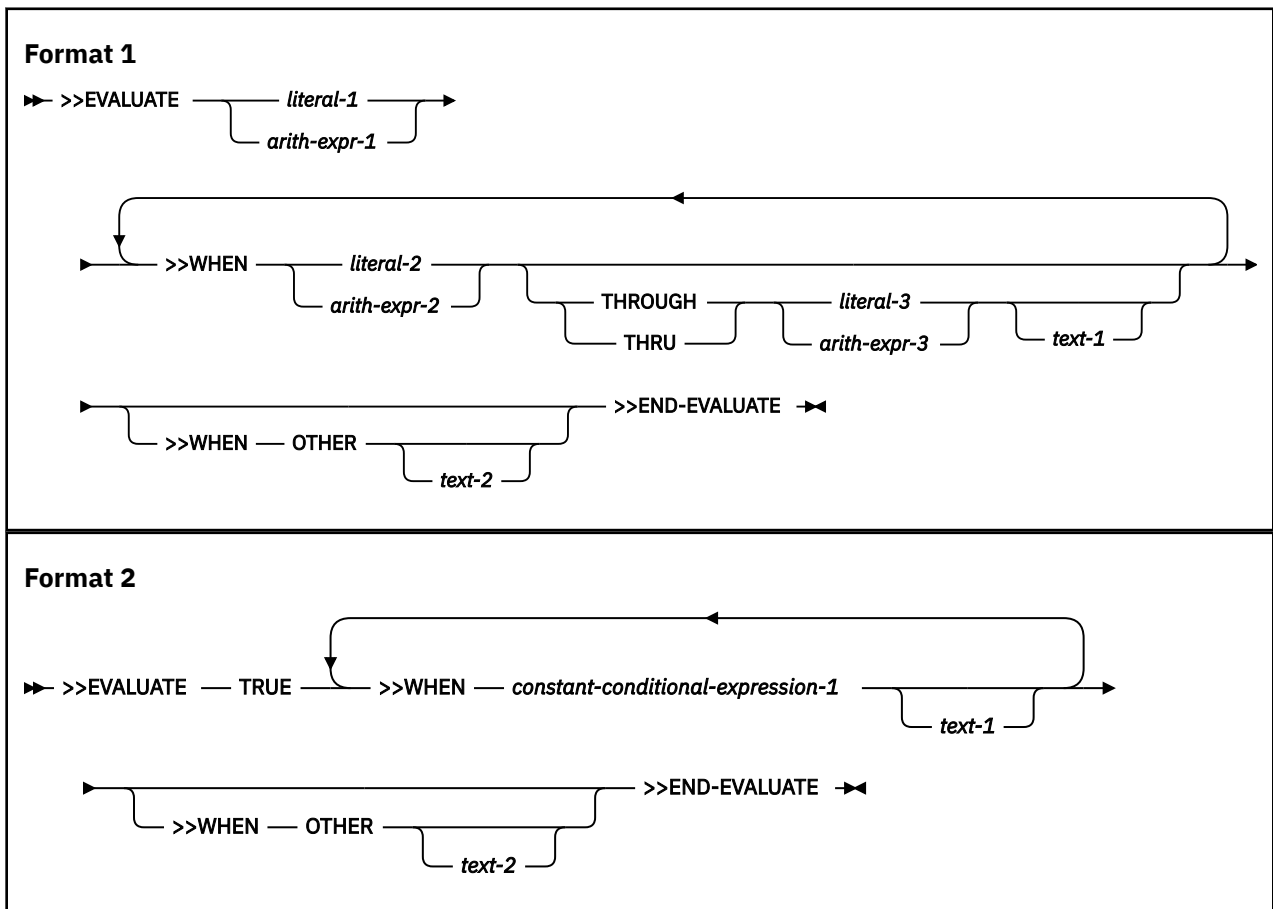 Format 1
>>EVALUATE literal-1
arith-expr-1
>>WHEN literal-2
arith-expr-2
THROUGH literal-3
THRU arith-expr-3 text-1
>>END-EVALUATE
>>WHEN OTHER
text-2
Format 2
>>EVALUATE TRUE >>WHEN constant-conditional-expression-1
text-1
>>END-EVALUATE
>>WHEN OTHER
text-2